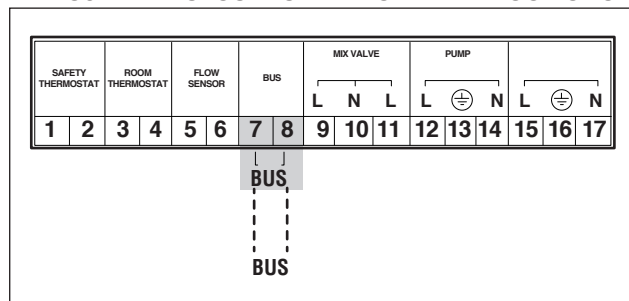 MIX VALVE PUMP
SAFETY THERMOSTAT ROOM THERMOSTAT FLOW SENSOR BUS
L N L L N L N
1 2 3 4 5 6 7 8 9 10 11 12 13 14 15 16 17
BUS
BUS